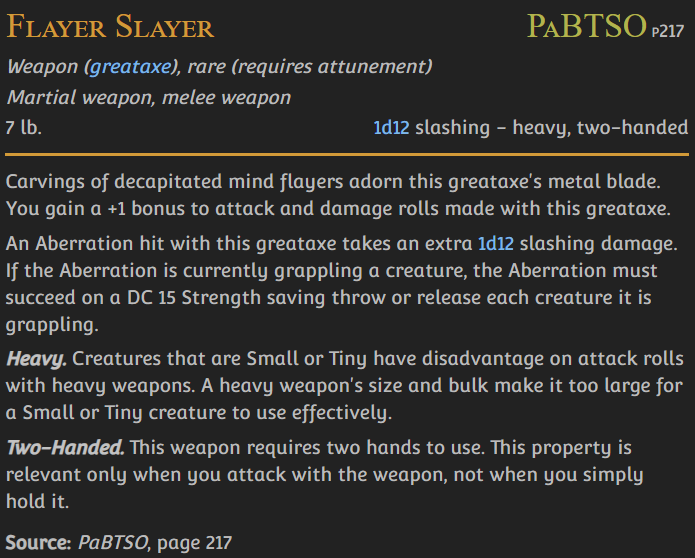 Flayer Slayer PaBTSO p217
Weapon (greataxe), rare (requires attunement)
Martial weapon, melee weapon
7 lb. 1d12 slashing - heavy, two-handed
Carvings of decapitated mind flayers adorn this greataxe's metal blade.
You gain a +1 bonus to attack and damage rolls made with this greataxe.
An Aberration hit with this greataxe takes an extra 1d12 slashing damage.
If the Aberration is currently grappling a creature, the Aberration must
succeed on a DC 15 Strength saving throw or release each creature it is
grappling.
Heavy. Creatures that are Small or Tiny have disadvantage on attack rolls
with heavy weapons. A heavy weapon's size and bulk make it too large for
a Small or Tiny creature to use effectively.
Two-Handed. This weapon requires two hands to use. This property is
relevant only when you attack with the weapon, not when you simply
hold it.
Source: PaBTSO, page 217